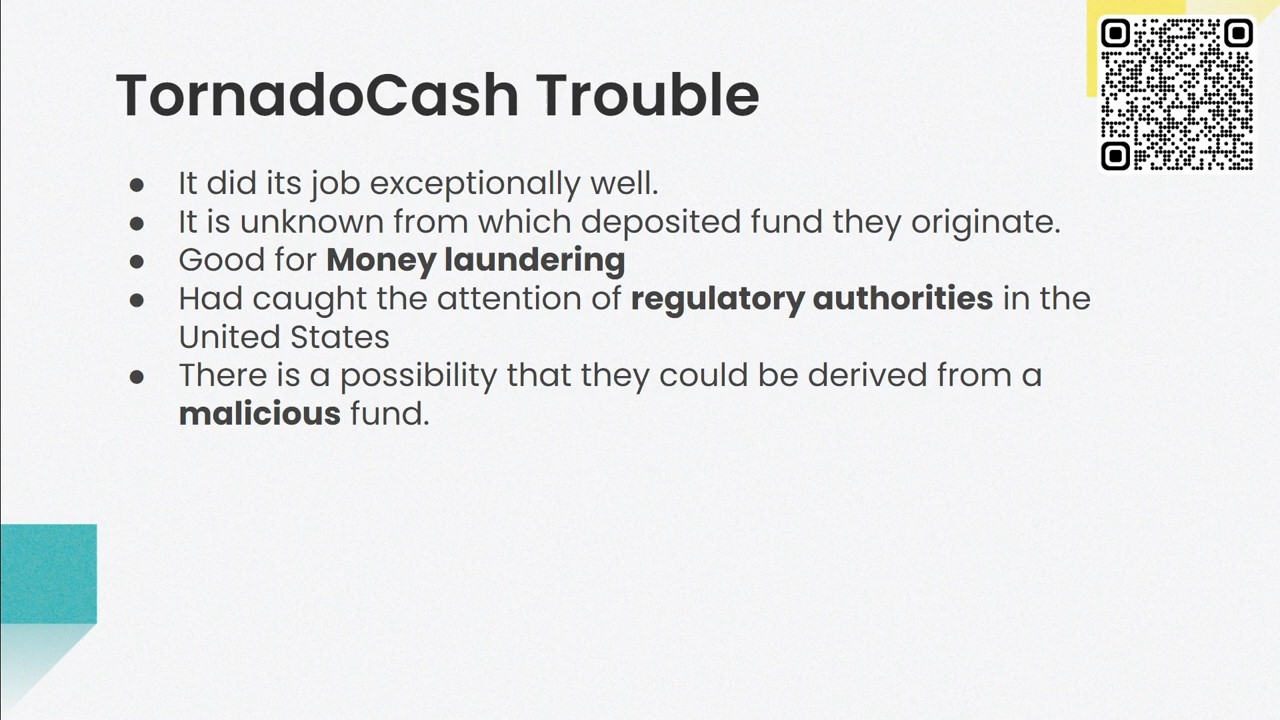 TornadoCash Trouble
● It did its job exceptionally well.
● It is unknown from which deposited fund they originate.
● Good for Money laundering
● Had caught the attention of regulatory authorities in the
United States
● There is a possibility that they could be derived from a
malicious fund.